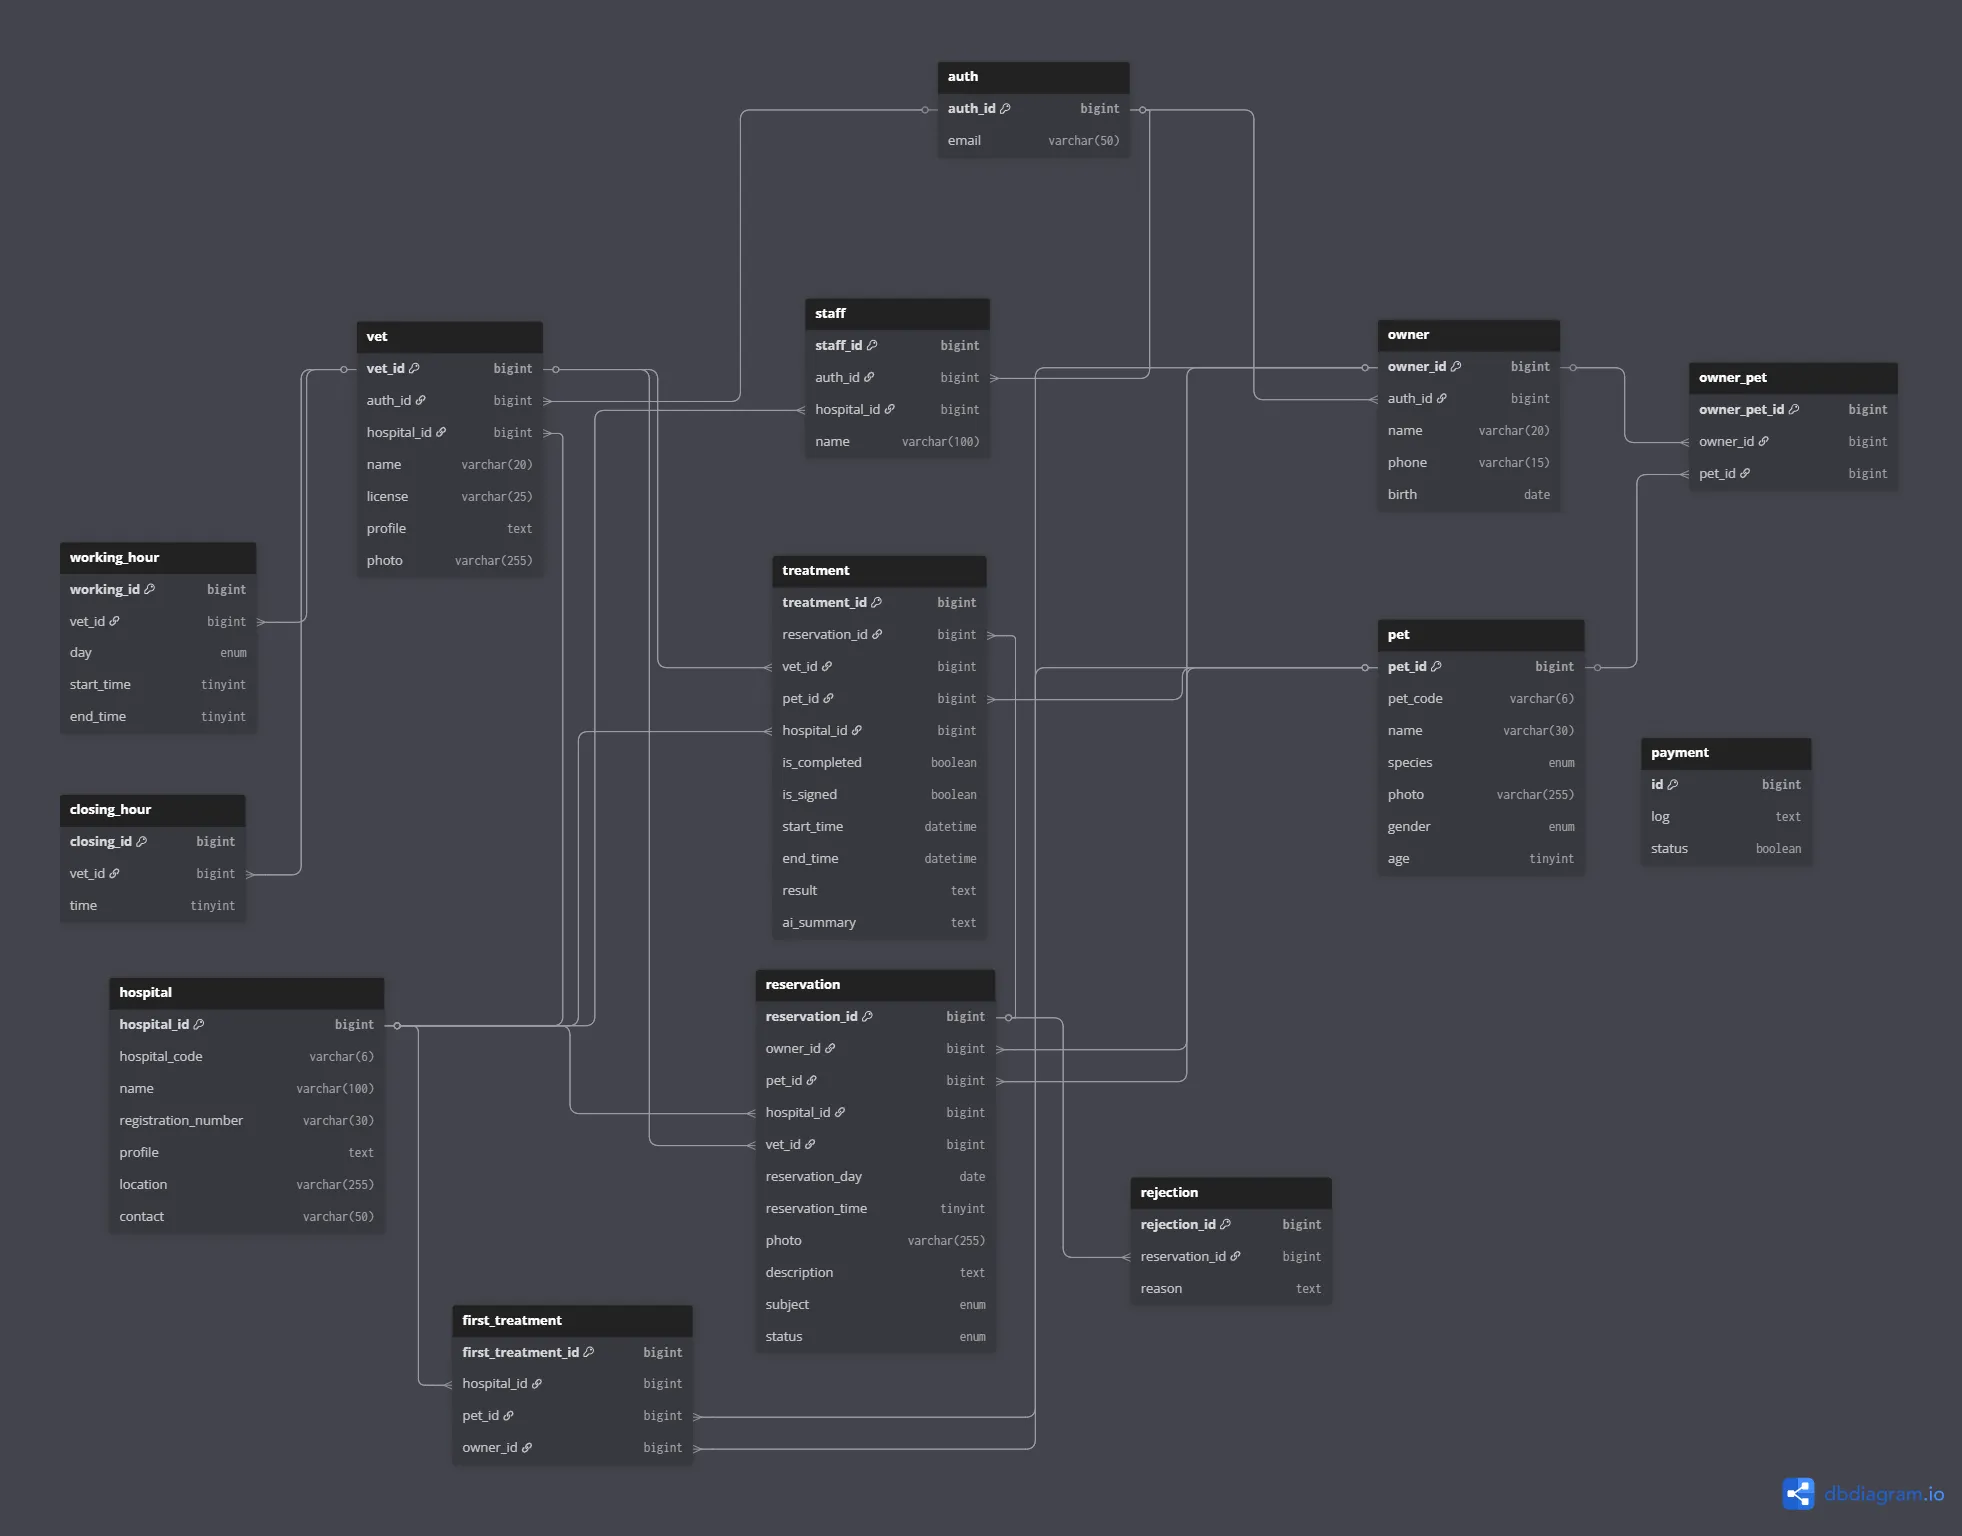 auth
auth_id bigint
email varchar(50)
staff
staff_id bigint
auth_id bigint
hospital_id bigint
name varchar(100)
vet
vet_id bigint
auth_id bigint
hospital_id bigint
name varchar(20)
license varchar(25)
profile text
photo varchar(255)
owner
owner_id bigint
auth_id bigint
name varchar(20)
phone varchar(15)
birth date
owner_pet
owner_pet_id bigint
owner_id bigint
pet_id bigint
working_hour
working_id bigint
vet_id bigint
day enum
start_time tinyint
end_time tinyint
treatment
treatment_id bigint
reservation_id bigint
vet_id bigint
pet_id bigint
hospital_id bigint
is_completed boolean
is_signed boolean
start_time datetime
end_time datetime
result text
ai_summary text
pet
pet_id bigint
pet_code varchar(6)
name varchar(30)
species enum
photo varchar(255)
gender enum
age tinyint
payment
id bigint
log text
status boolean
closing_hour
closing_id bigint
vet_id bigint
time tinyint
hospital
hospital_id bigint
hospital_code varchar(6)
name varchar(100)
registration_number varchar(30)
profile text
location varchar(255)
contact varchar(50)
reservation
reservation_id bigint
owner_id bigint
pet_id bigint
hospital_id bigint
vet_id bigint
reservation_day date
reservation_time tinyint
photo varchar(255)
description text
subject enum
status enum
rejection
rejection_id bigint
reservation_id bigint
reason text
first_treatment
first_treatment_id bigint
hospital_id bigint
pet_id bigint
owner_id bigint
dbdiagram.io